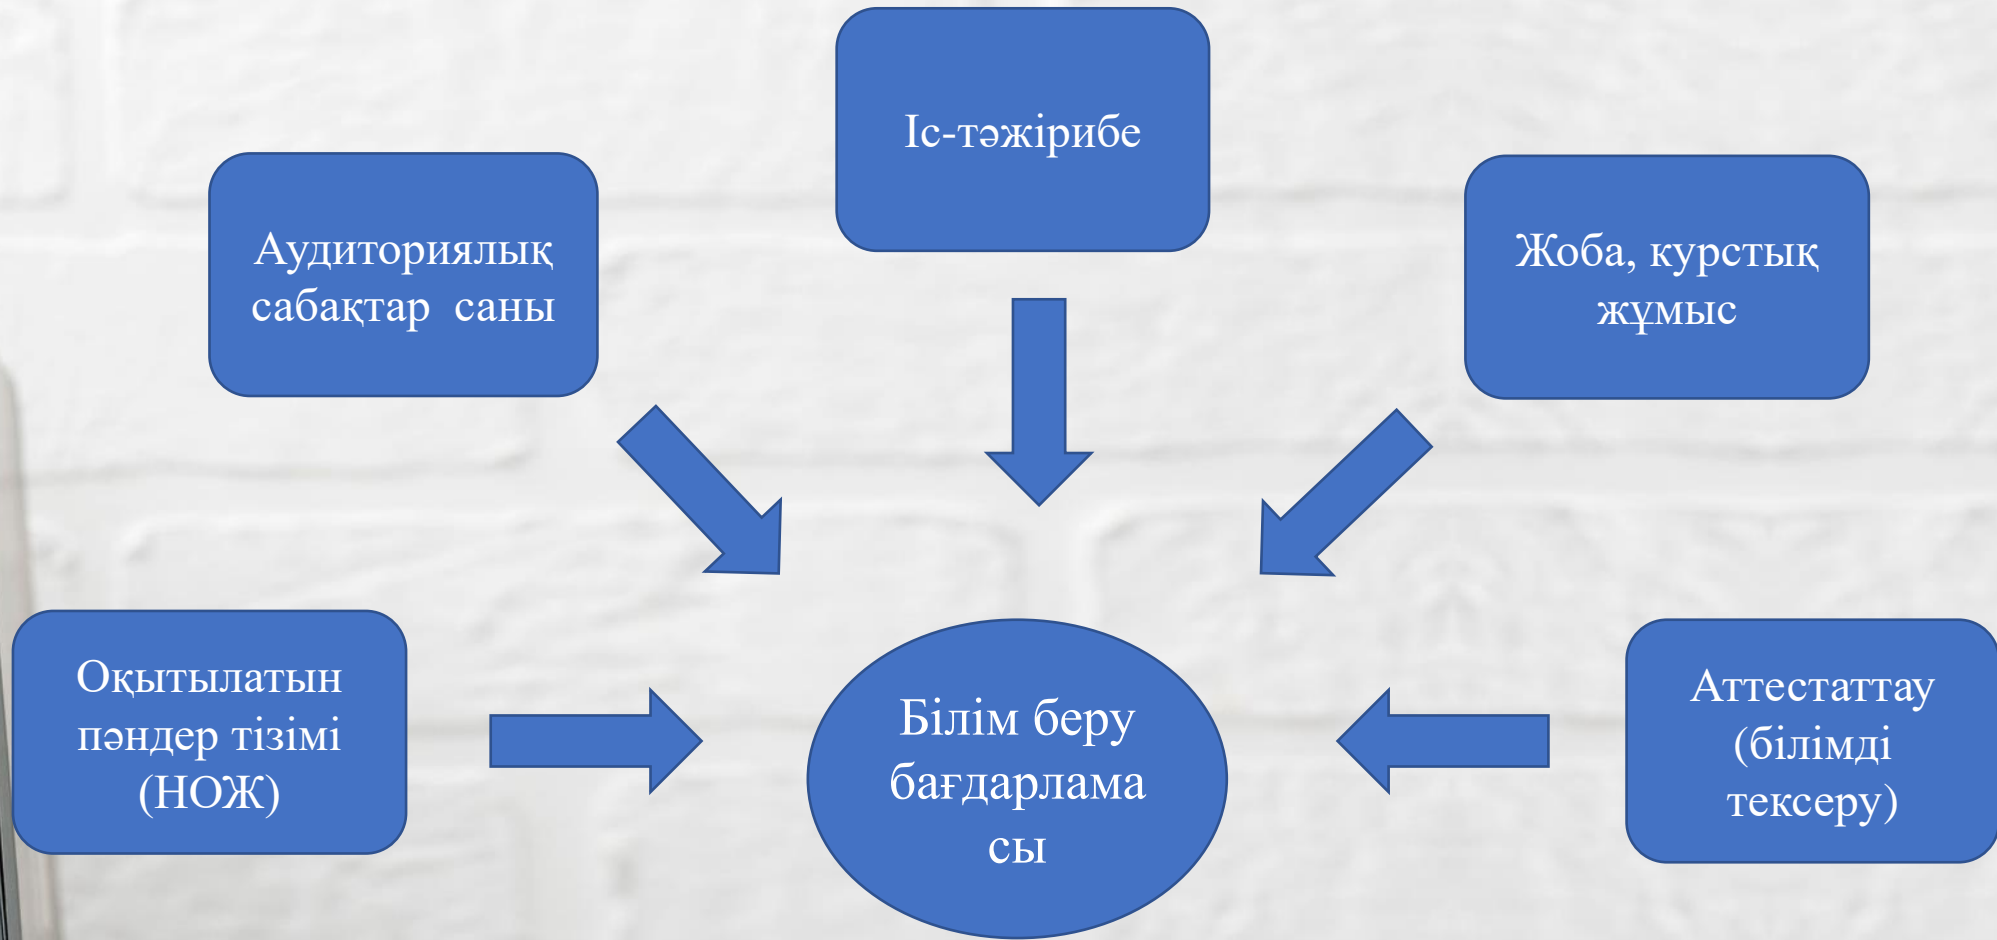 Іс-тәжірибе
Аудиториялық
сабақтар саны
Жоба, курстық
жұмыс
Оқытылатын
пәндер тізімі
(НОЖ)
Білім беру
бағдарлама
сы
Аттестаттау
(білімді
тексеру)